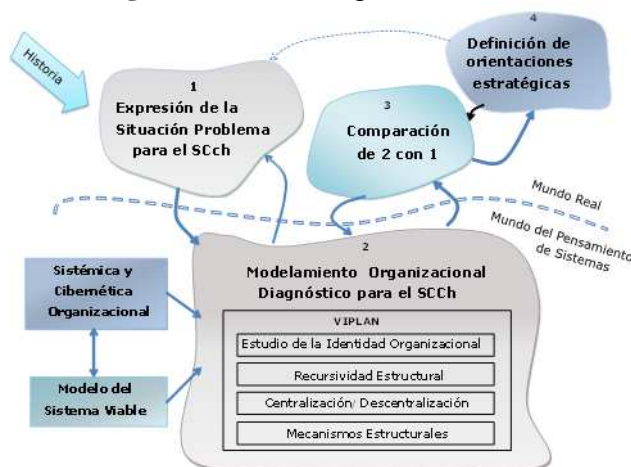 Historia
1
Expresión de la
Situación Problema
para el SCch
4
Definición de
orientaciones
estratégicas
3
Comparación
de 2 con 1
Mundo Real
Mundo del Pensamiento
de Sistemas
2
Modelamiento Organizacional
Diagnóstico para el SCCh
Sistémica y
Cibernética
Organizacional
Modelo del
Sistema Viable
VIPLAN
Estudio de la Identidad Organizacional
Recursividad Estructural
Centralización/ Descentralización
Mecanismos Estructurales